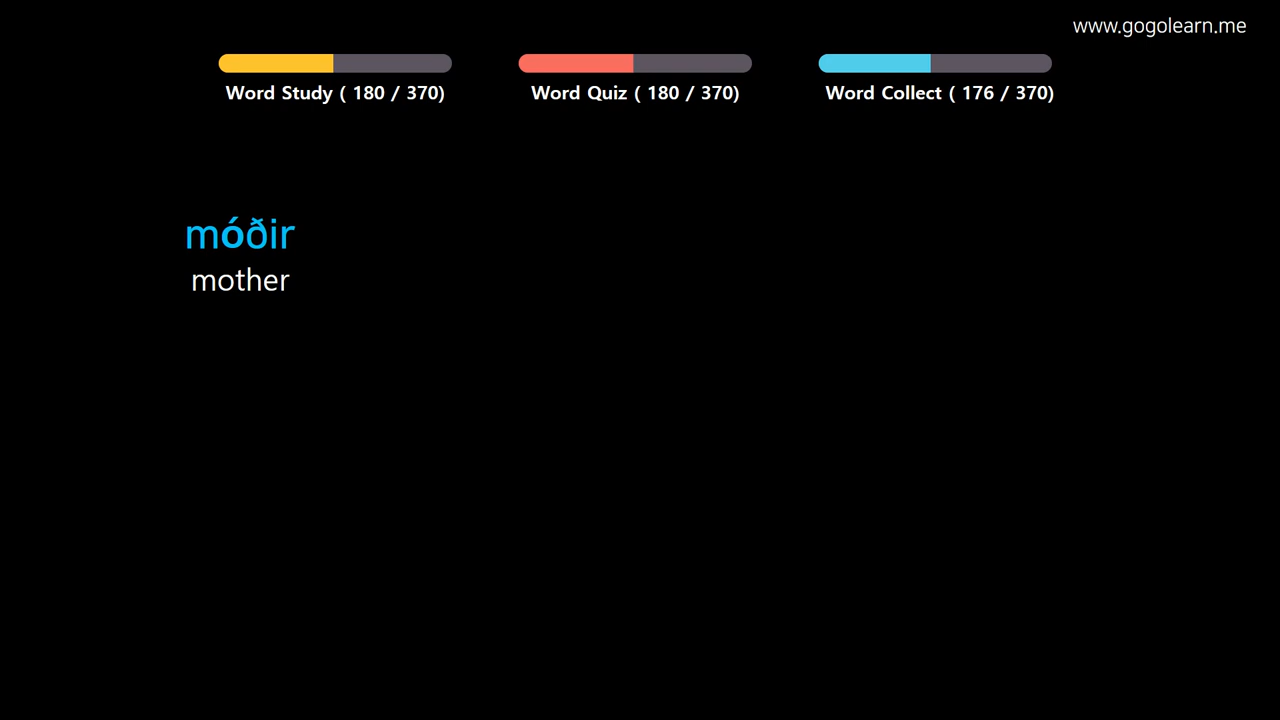 www.gogolearn.me
Word Study ( 180 / 370)
Word Quiz ( 180 / 370)
Word Collect ( 176 / 370)
móðir
mother